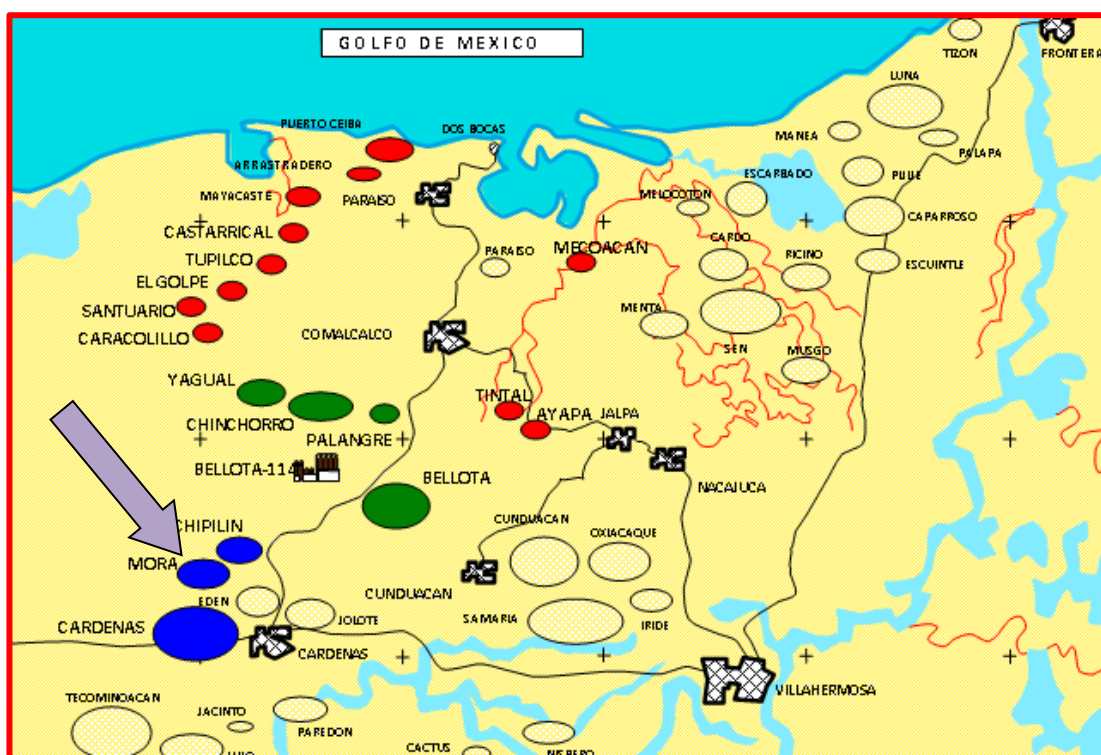 GOLFO DE MEXICO
TIZON
FRONTERA
LUNA
PUERTO CEIBA
DOS BOCAS
MANEA
PALAPA
ARRASTRADERO
ESCARBADO
PIJIJE
MAYACASTE
PARAISO
MELOCOTON
CAPARROSO
CASTARRICAL
CARDO
TUPILCO
PARAISO
MECOACAN
RICINO
ESCUINTLE
EL GOLPE
SANTUARIO
MENTA
CARACOLILLO
COMALCALCO
SEN
MUSGO
YAGUAL
TINTAL
CHINCHORRO
AYAPA
JALPA
PALANGRE
BELLOTA-114
BELLOTA
NACAJUCA
CHIPILIN
CUNDUACAN
OXIACAQUE
MORA
EDEN
CUNDUACAN
JOLOTE
SAMARIA
IRIDE
CARDENAS
CARDENAS
VILLAHERMOSA
TECOMINOACAN
JACINTO
PAREDON
CACTUS
NISPERO